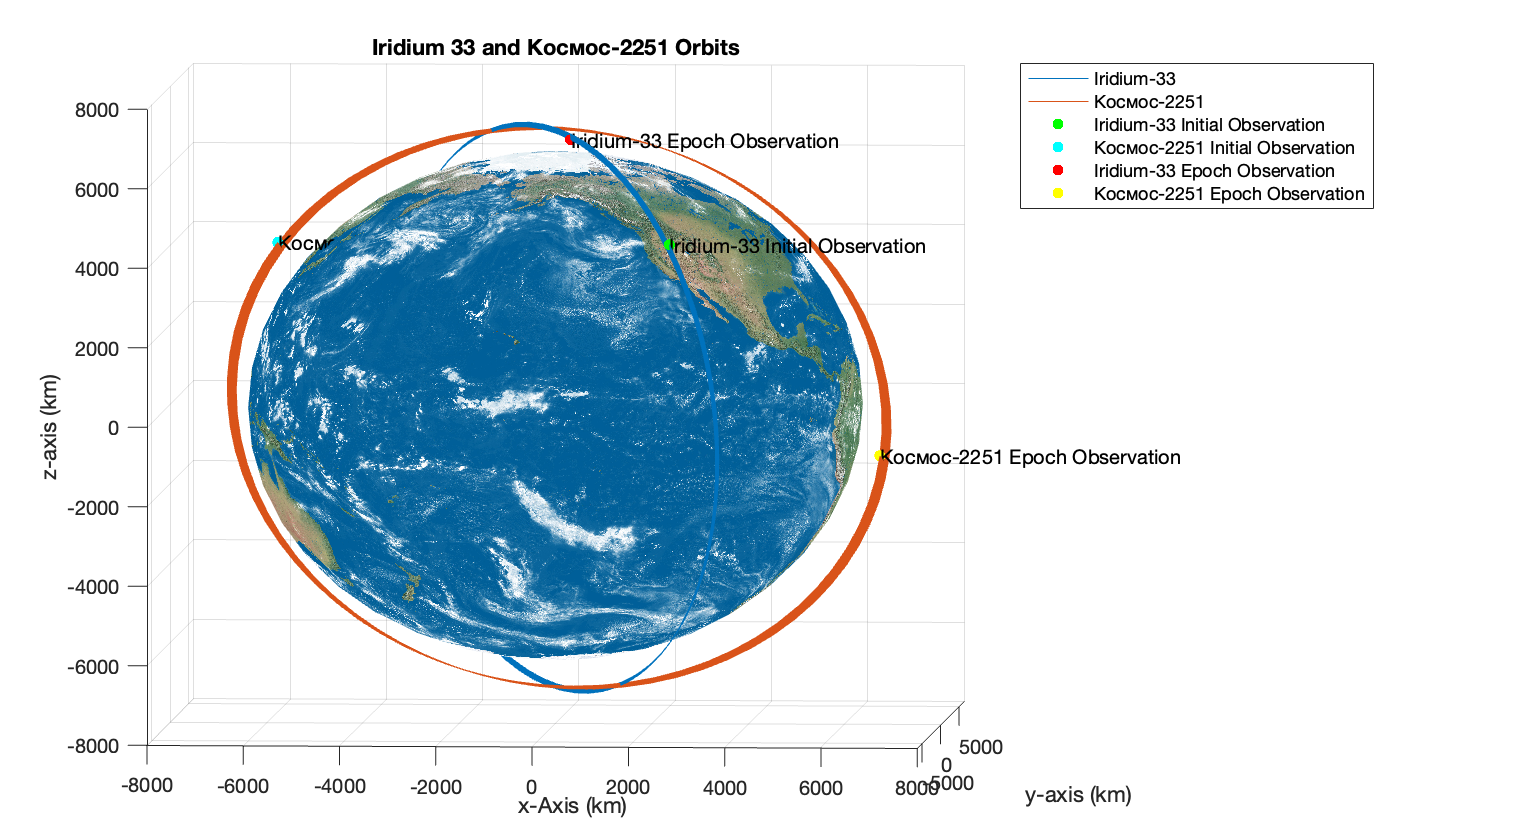 Iridium 33 and Космос-2251 Orbits
Iridium-33
Космос-2251
Iridium-33 Initial Observation
Космос-2251 Initial Observation
Iridium-33 Epoch Observation
Космос-2251 Epoch Observation
8000
6000
4000
2000
0
-2000
-4000
-6000
-8000
z-axis (km)
Iridium-33 Epoch Observation
Космо
Iridium-33 Initial Observation
Космос-2251 Epoch Observation
-8000
-6000
-4000
-2000
0
2000
4000
6000
8000
x-Axis (km)
5000
0
-5000
y-axis (km)